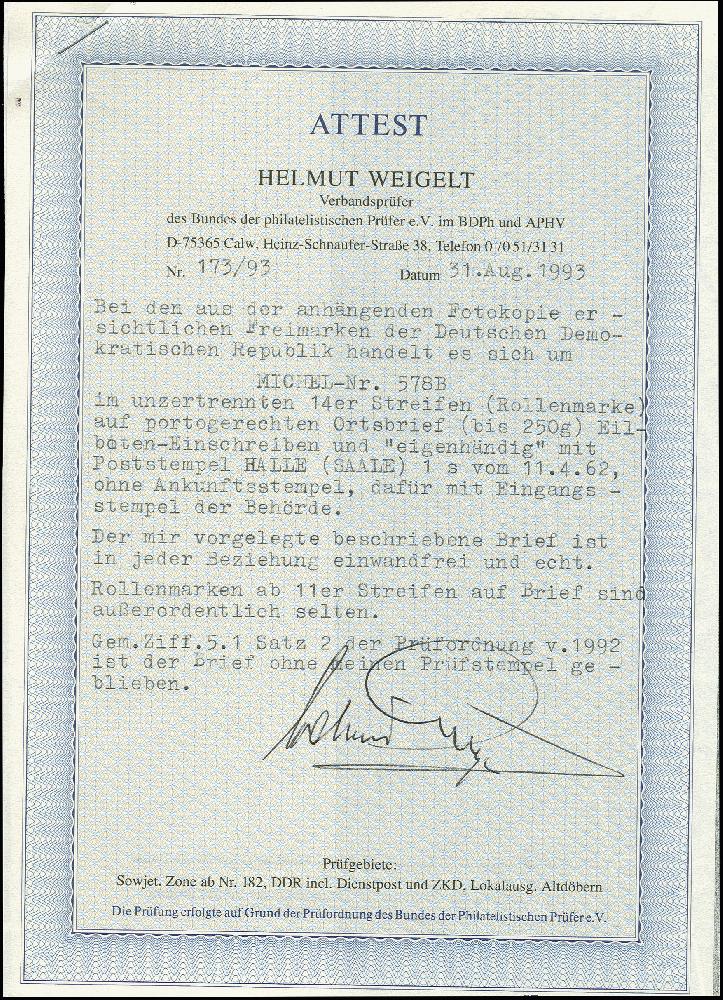 ATTEST
HELMUT WEIGELT
Verbandsprüfer
des Bundes der philatelistischen Prüfer e.V. im BDPh und APHV
D-75365 Calw, Heinz-Schnaufer-Straße 38, Telefon 0 70 51/31 31
Nr. 173/93 Datum 31.Aug.1993
Bei den aus der anhängenden Fotokopie er -
sichtlichen Freimarken der Deutschen Demo-
kratischen Republik handelt es sich um
MICHEL-Nr. 578B
im unzertrennten 14er Streifen (Rollenmarke)
auf portogerechten Ortsbrief (bis 250g) Eil-
boten-Einschreiben und "eigenhändig" mit
Poststempel HALLE (SAALE) 1 s vom 11.4.62,
ohne Ankunftsstempel, dafür mit Eingangs -
stempel der Behörde.
Der mir vorgelegte beschriebene Brief ist
in jeder Beziehung einwandfrei und echt.
Rollenmarken ab 11er Streifen auf Brief sind
außerordentlich selten.
Gem.Ziff.5.1 Satz 2 der Prüfordnung v.1992
ist der Brief ohne meinen Prüfstempel ge -
blieben.
Prüfgebiete:
Sowjet. Zone ab Nr. 182, DDR incl. Dienstpost und ZKD, Lokalausg. Altdöbern
Die Prüfung erfolgte auf Grund der Prüfordnung des Bundes der Philatelistischen Prüfer e.V.